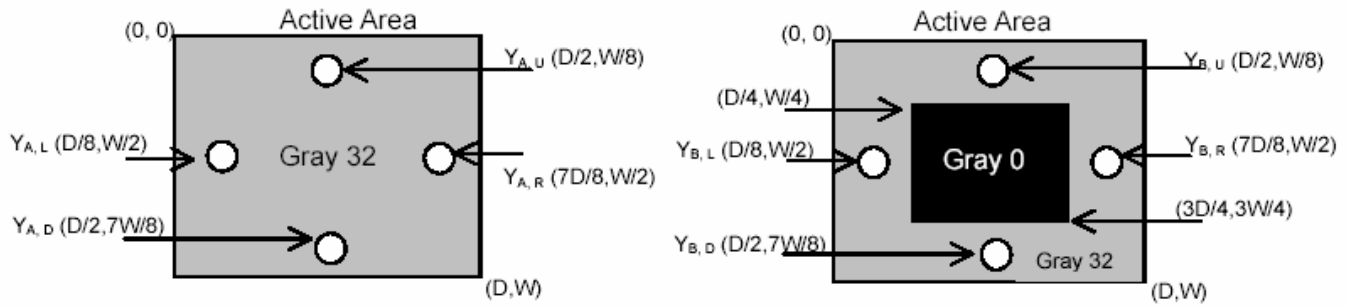 Active Area
(0, 0)
YA, U (D/2,W/8)
YA, L (D/8,W/2)
Gray 32
YA, R (7D/8,W/2)
YA, D (D/2,7W/8)
(D,W)
Active Area
(0, 0)
YB, U (D/2,W/8)
(D/4,W/4)
YB, L (D/8,W/2)
Gray 0
YB, R (7D/8,W/2)
(3D/4,3W/4)
YB, D (D/2,7W/8)
Gray 32
(D,W)